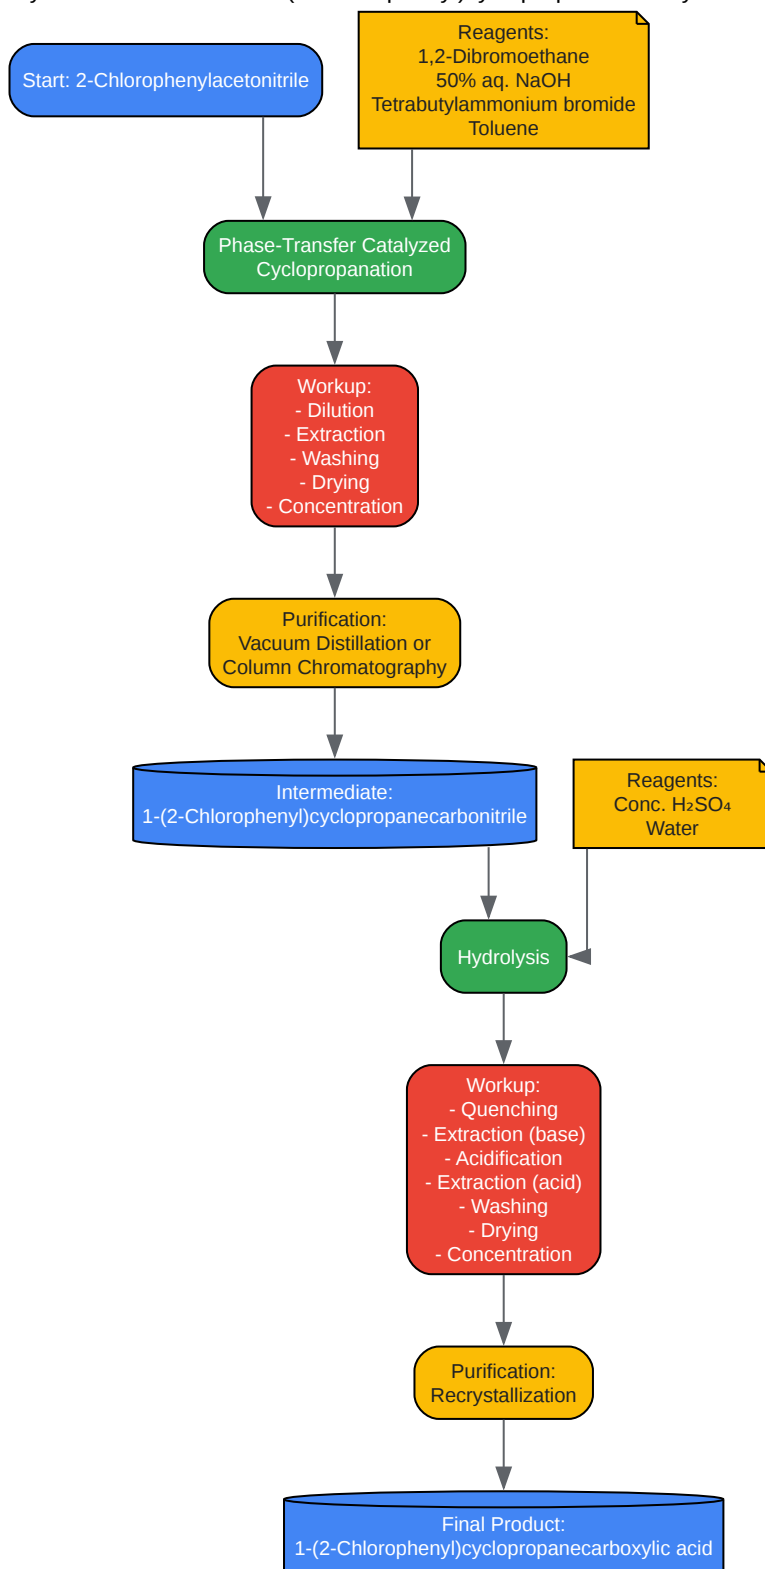 Start: 2-Chlorophenylacetonitrile
Reagents:
1,2-Dibromoethane
50% aq. NaOH
Tetrabutylammonium bromide
Toluene
Phase-Transfer Catalyzed
Cyclopropanation
Workup:
- Dilution
- Extraction
- Washing
- Drying
- Concentration
Purification:
Vacuum Distillation or
Column Chromatography
Intermediate:
1-(2-Chlorophenyl)cyclopropanecarbonitrile
Reagents:
Conc. H₂SO₄
Water
Hydrolysis
Workup:
- Quenching
- Extraction (base)
- Acidification
- Extraction (acid)
- Washing
- Drying
- Concentration
Purification:
Recrystallization
Final Product:
1-(2-Chlorophenyl)cyclopropanecarboxylic acid